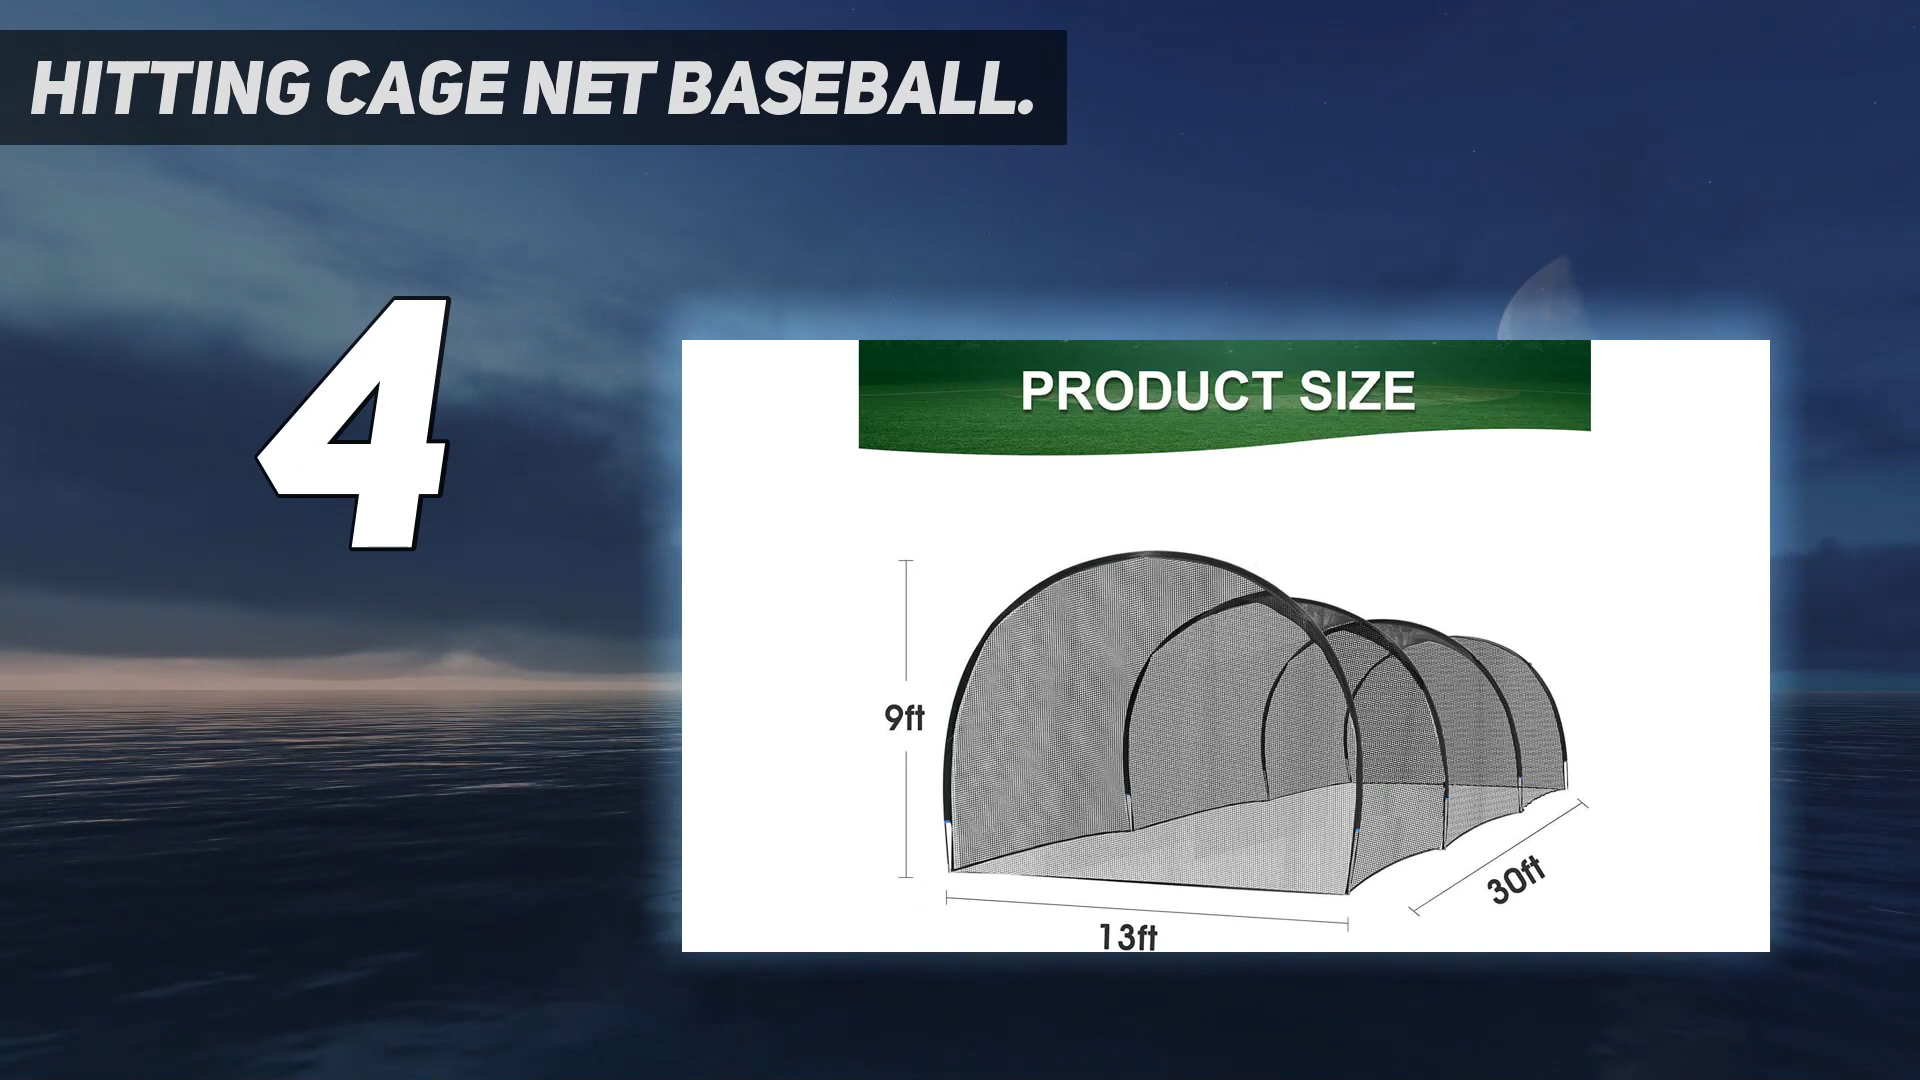 HITTING CAGE NET BASEBALL.
4
PRODUCT SIZE
9ft
30ft
13ft